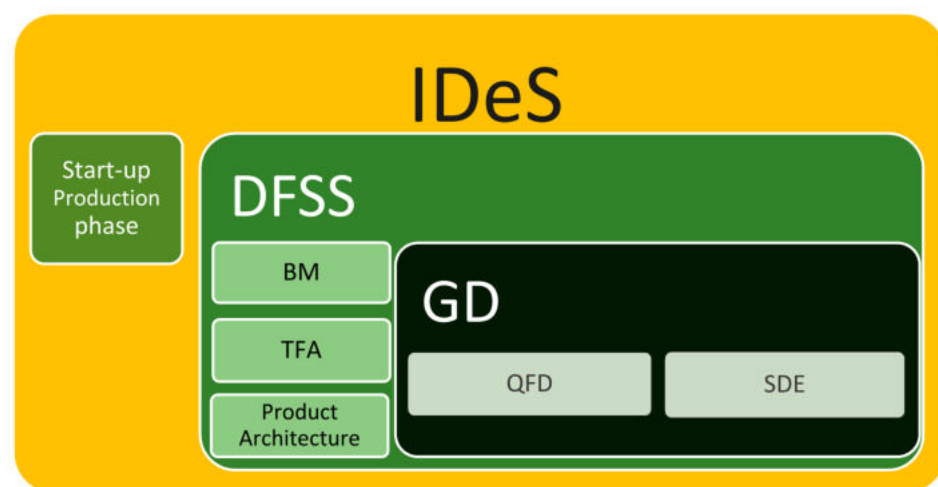 IDeS
Start-up
Production
phase
DFSS
BM
TFA
Product
Architecture
GD
QFD
SDE